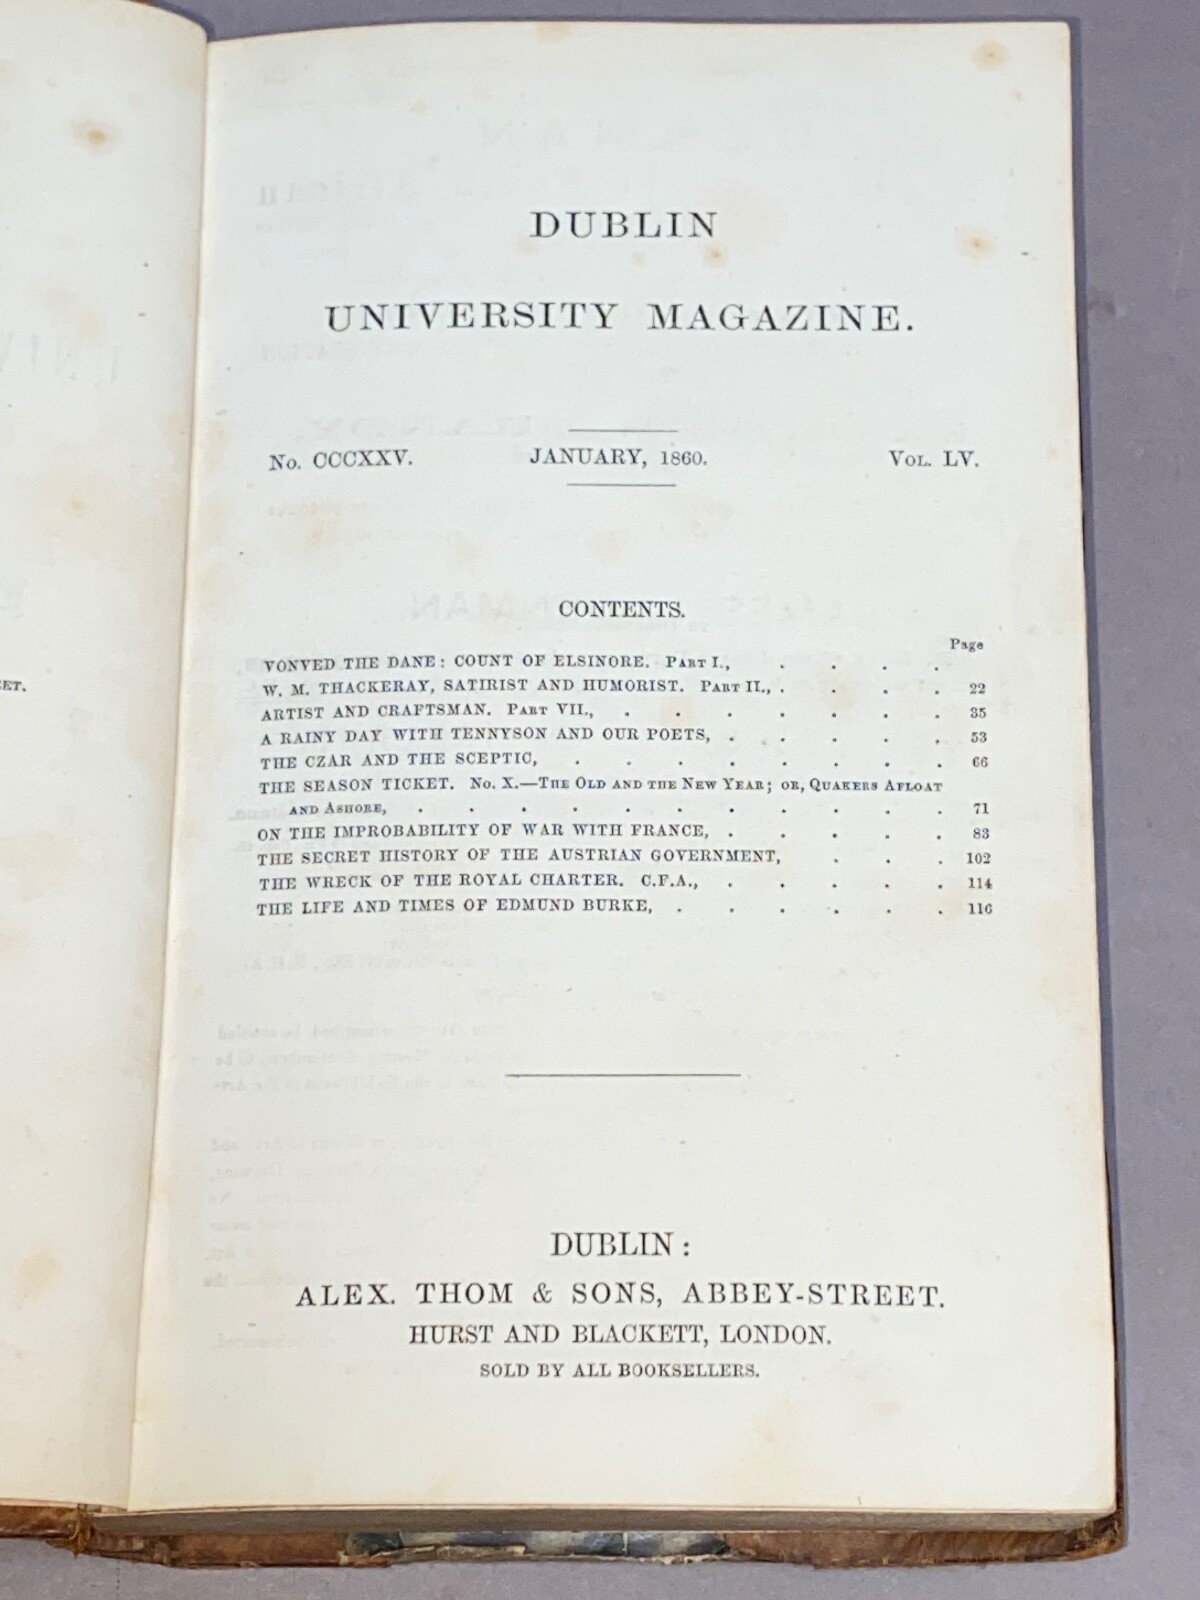 ET.
DUBLIN
UNIVERSITY MAGAZINE.
No. CCCXXV. JANUARY, 1860. VOL. LV.
CONTENTS.
Page
VONVED THE DANE: COUNT OF ELSINORE. PART I., . . . .
W. M. THACKERAY, SATIRIST AND HUMORIST. PART II., . . . . 22
ARTIST AND CRAFTSMAN. PART VII., . . . . . . . 35
A RAINY DAY WITH TENNYSON AND OUR POETS, . . . . . 53
THE CZAR AND THE SCEPTIC, . . . . . . . . 66
THE SEASON TICKET. No. X.—THE OLD AND THE NEW YEAR; OR, QUAKERS AFLOAT
AND ASHORE, . . . . . . . . . . . 71
ON THE IMPROBABILITY OF WAR WITH FRANCE, . . . . . 83
THE SECRET HISTORY OF THE AUSTRIAN GOVERNMENT, . . . 102
THE WRECK OF THE ROYAL CHARTER. C.F.A., . . . . . 114
THE LIFE AND TIMES OF EDMUND BURKE, . . . . . . 116
DUBLIN:
ALEX. THOM & SONS, ABBEY-STREET.
HURST AND BLACKETT, LONDON.
SOLD BY ALL BOOKSELLERS.